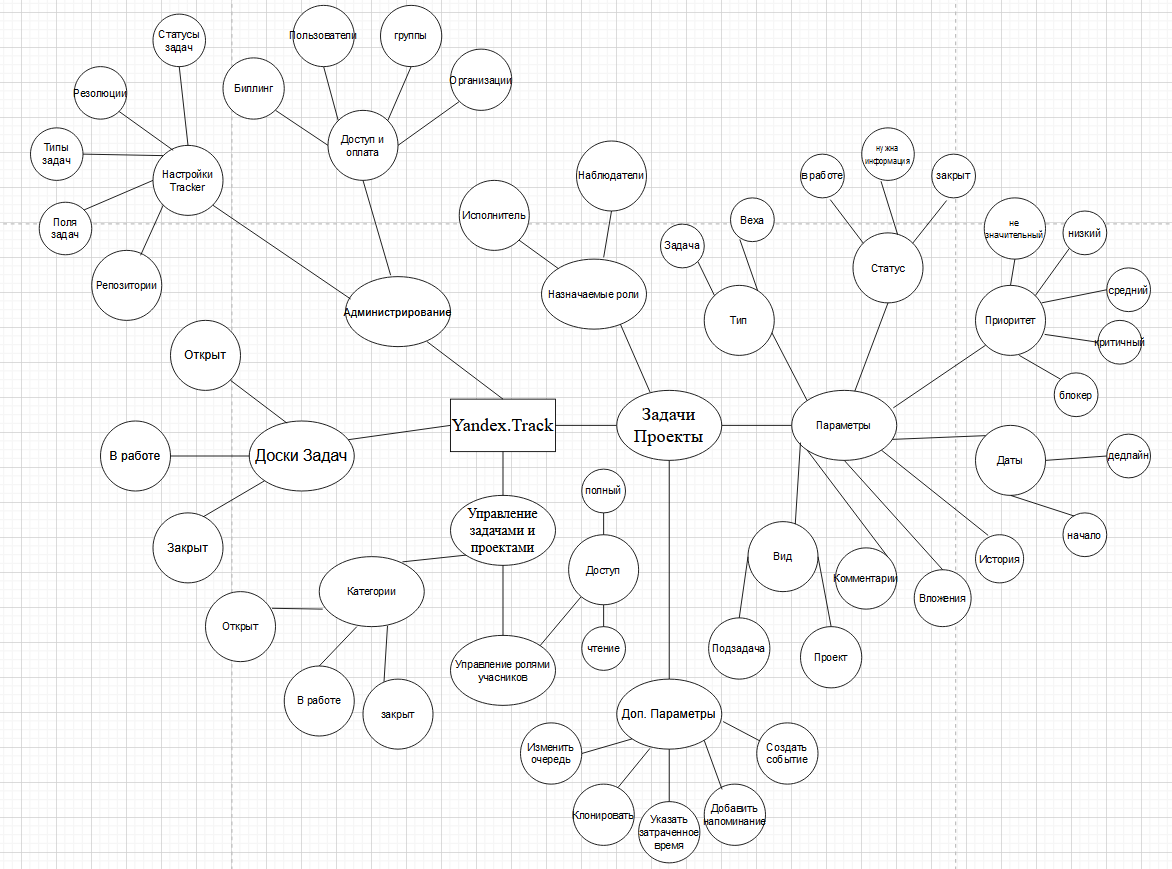 Статусы
задач
Пользователи
группы
Биллинг
Организации
Резолюции
Типы
задач
Доступ и
оплата
Настройки
Tracker
Поля
задач
Репозитории
Администрирование
Исполнитель
Наблюдатели
Назначаемые роли
Задача
Веха
Тип
в работе
нужна
информация
закрыт
Статус
не
значительный
низкий
средний
критичный
Приоритет
блокер
Открыт
В работе
Доски Задач
Закрыт
Yandex.Track
Задачи
Проекты
Параметры
Даты
дедлайн
начало
История
Вложения
Комментарии
Вид
Подзадача
Проект
Управление
задачами и
проектами
полный
Доступ
чтение
Категории
Открыт
В работе
закрыт
Управление ролями
учасников
Доп. Параметры
Изменить
очередь
Клонировать
Указать
затраченное
время
Добавить
напоминание
Создать
событие